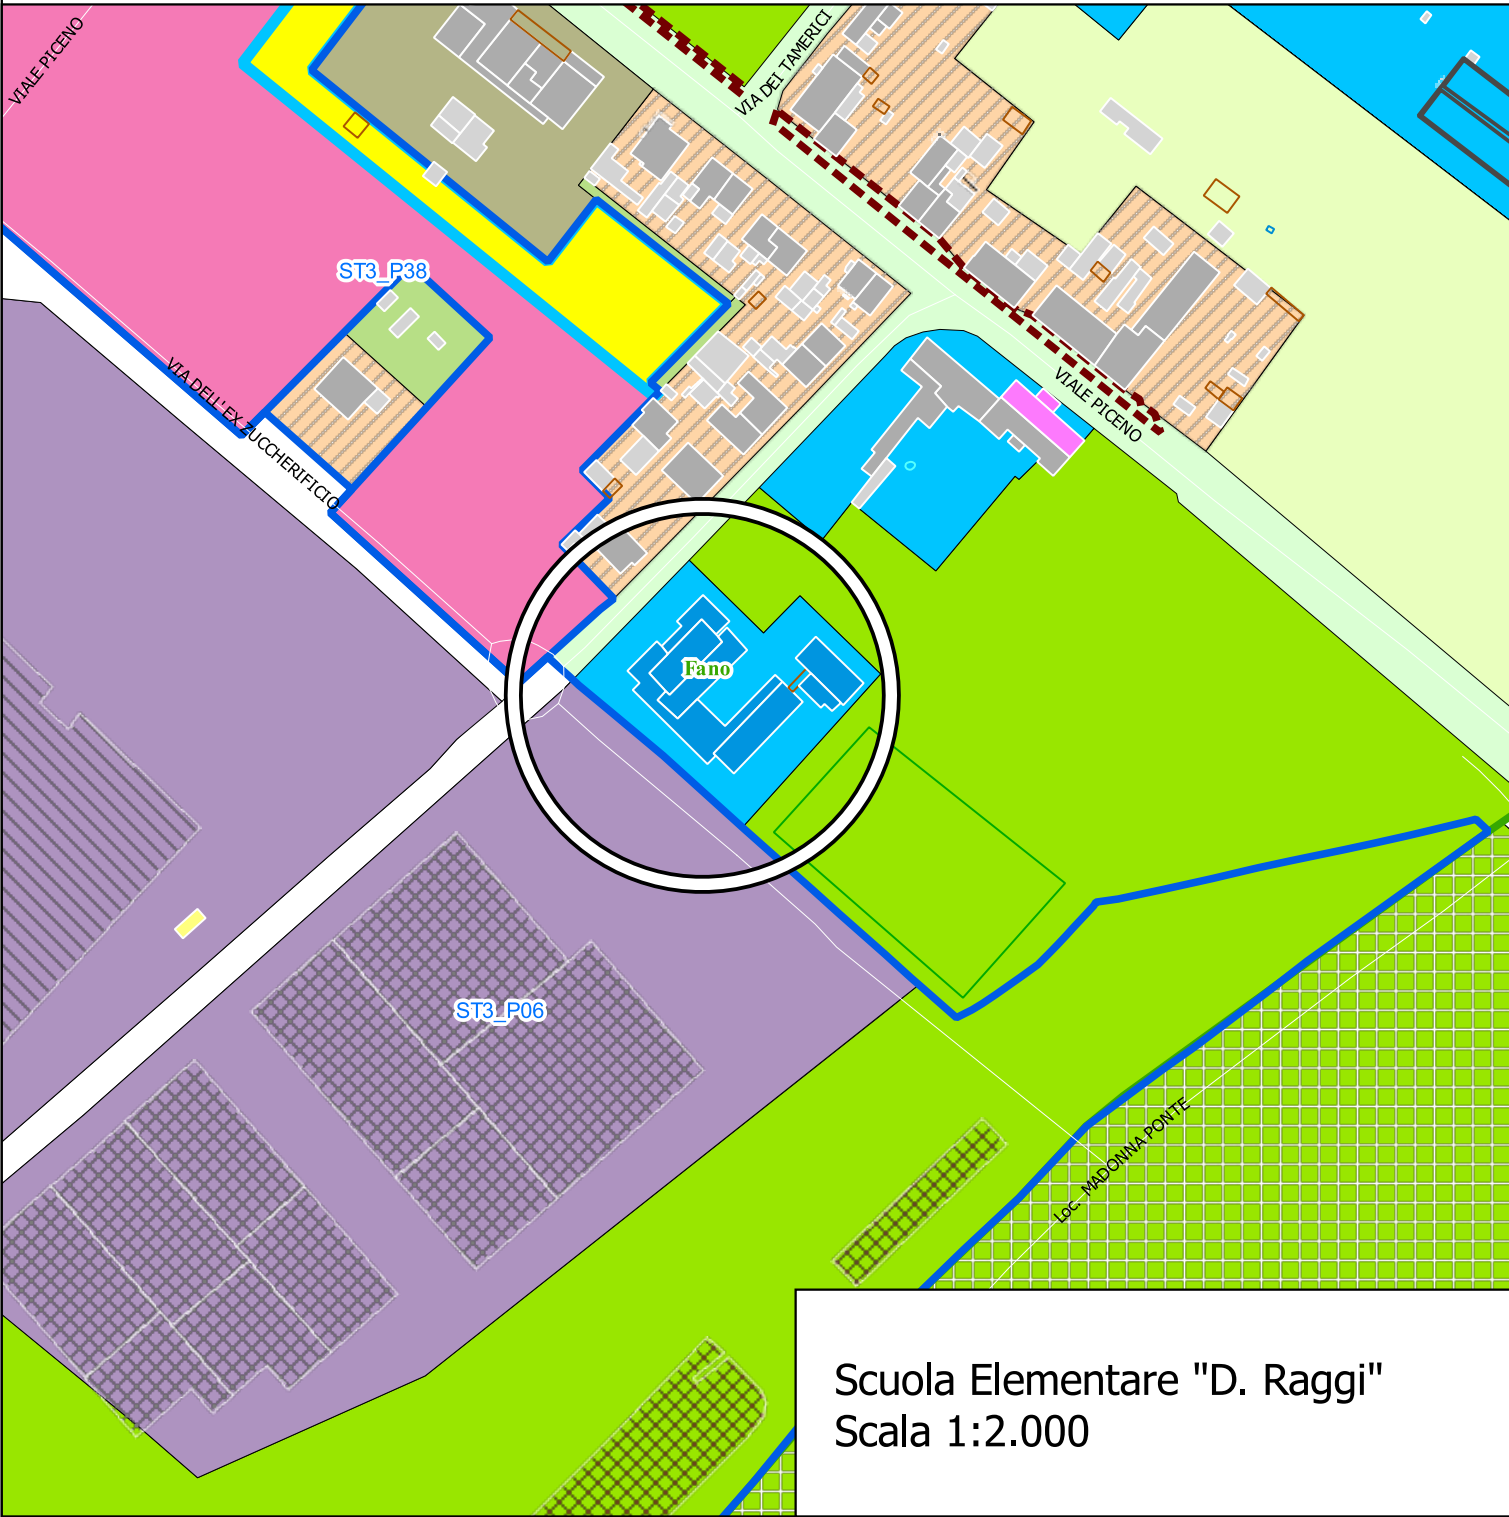 VIALE PICENO
VIA DEI TAMERICI
ST3_P38
VIA DELL'EX ZUCCHERIFICIO
VIALE PICENO
Fano
ST3_P06
Loc. MADONNA PONTE
Scuola Elementare "D. Raggi"
Scala 1:2.000